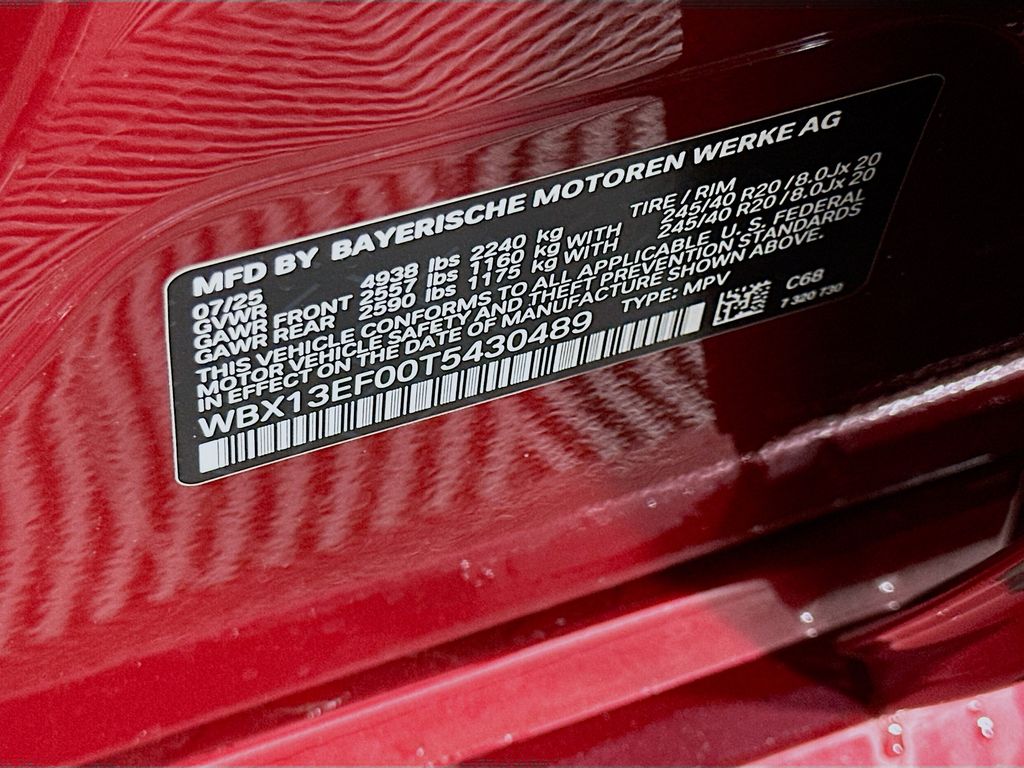 MFD BY BAYERISCHE MOTOREN WERKE AG
07/25 TIRE / RIM
GVWR 4938 lbs 2240 kg
GAWR FRONT 2557 lbs 1160 kg WITH 245/40 R20 / 8.0Jx 20
GAWR REAR 2590 lbs 1175 kg WITH 245/40 R20 / 8.0Jx 20
THIS VEHICLE CONFORMS TO ALL APPLICABLE U. S. FEDERAL
MOTOR VEHICLE SAFETY AND THEFT PREVENTION STANDARDS
IN EFFECT ON THE DATE OF MANUFACTURE SHOWN ABOVE.
WBX13EF00T5430489 TYPE: MPV C68
7 320 T30